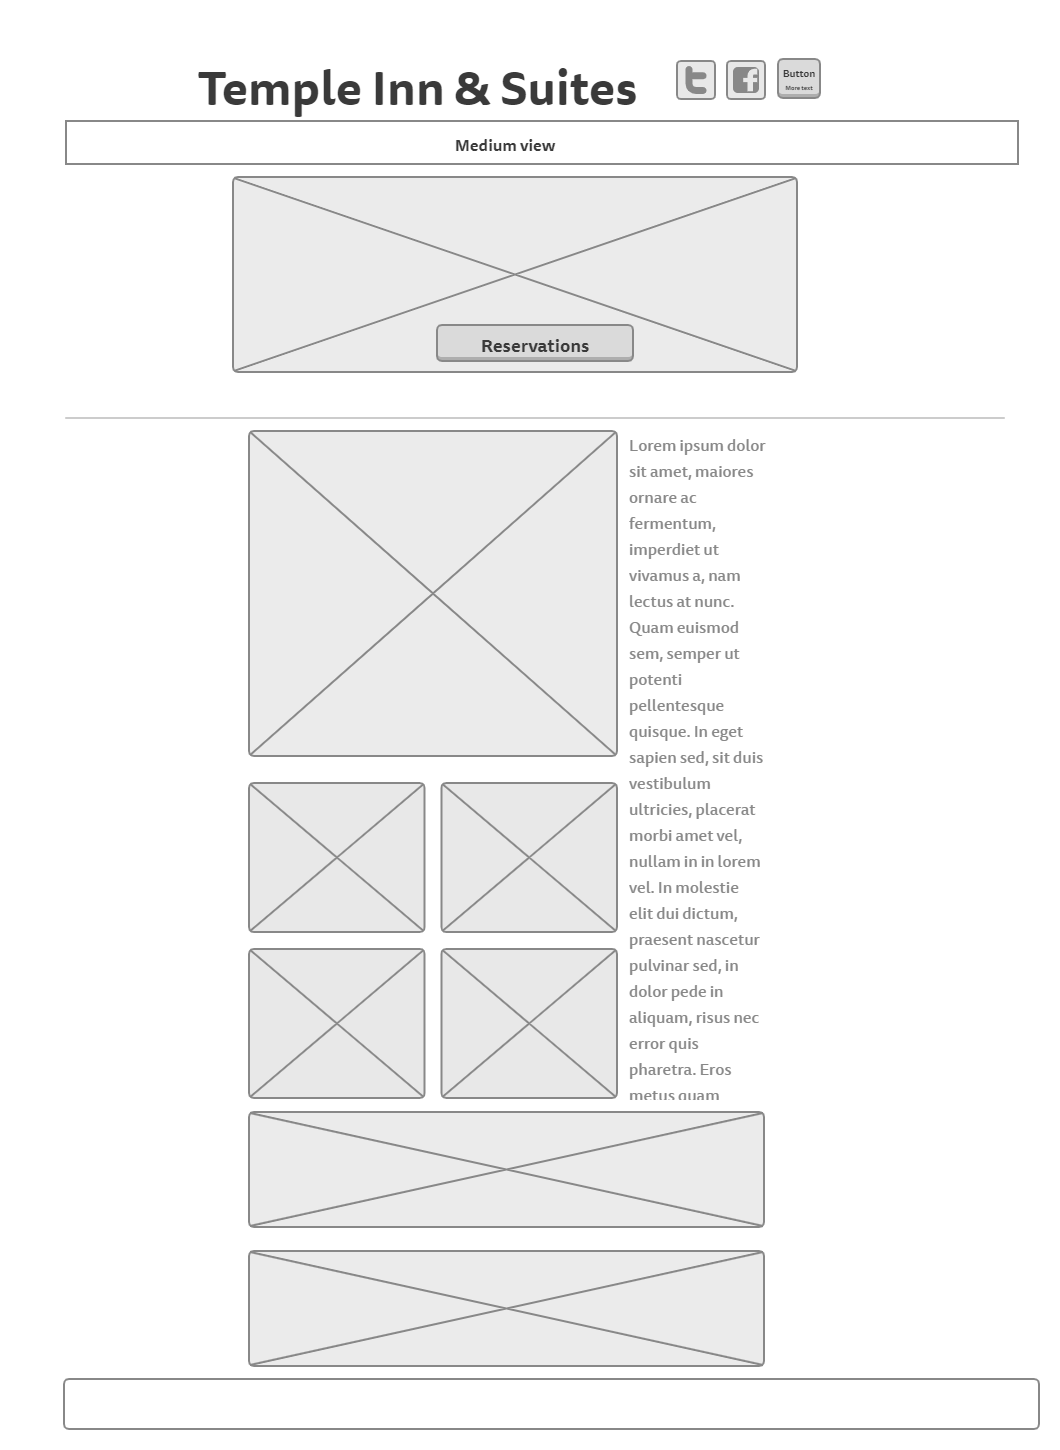 Temple Inn & Suites
Button
More text
Medium view
Reservations
Lorem ipsum dolor
sit amet, maiores
ornare ac
fermentum,
imperdiet ut
vivamus a, nam
lectus at nunc.
Quam euismod
sem, semper ut
potenti
pellentesque
quisque. In eget
sapien sed, sit duis
vestibulum
ultricies, placerat
morbi amet vel,
nullam in in lorem
vel. In molestie
elit dui dictum,
praesent nascetur
pulvinar sed, in
dolor pede in
aliquam, risus nec
error quis
pharetra. Eros
metus quam